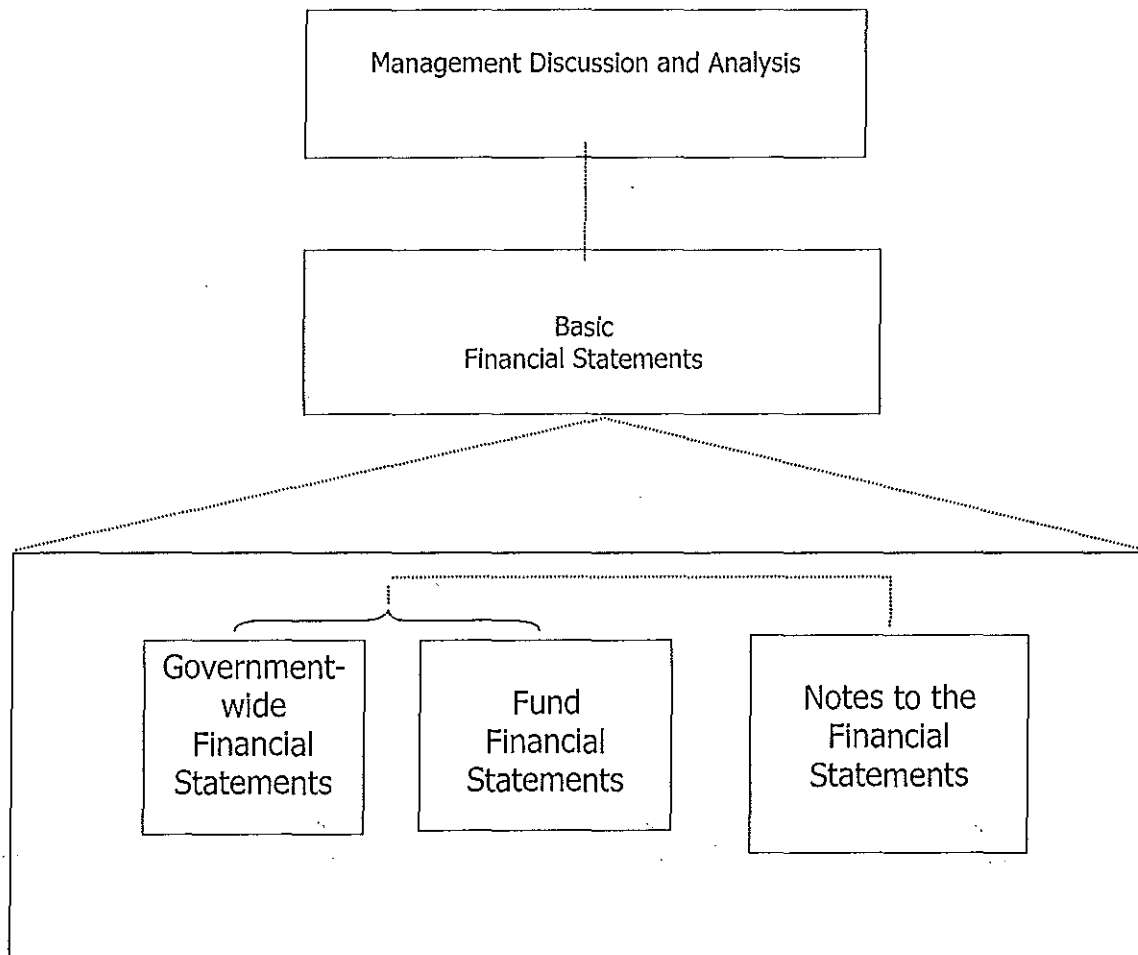 Management Discussion and Analysis
Basic
Financial Statements
Government-
wide
Financial
Statements
Fund
Financial
Statements
Notes to the
Financial
Statements